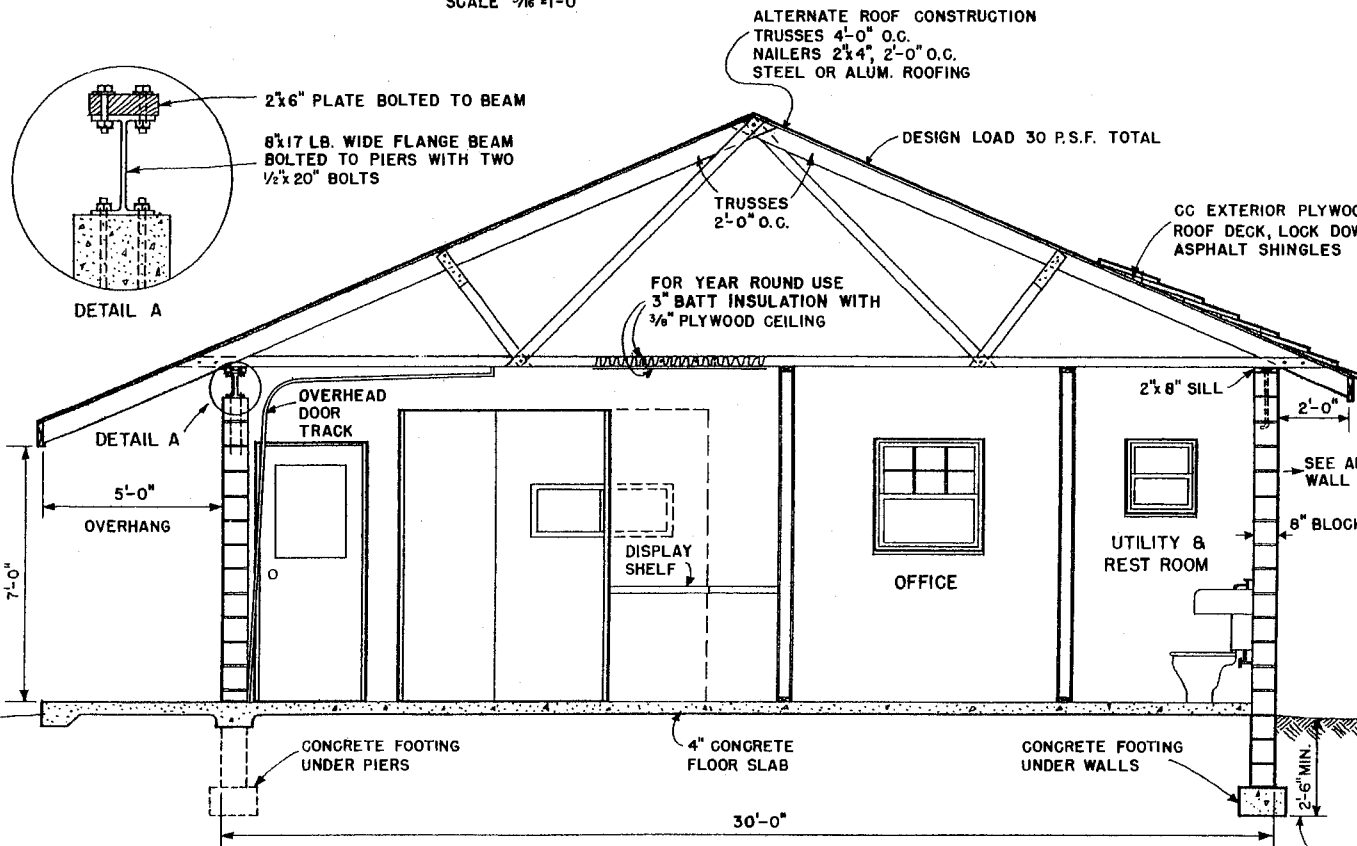 SCALE 3/16"=1'-0"
ALTERNATE ROOF CONSTRUCTION
TRUSSES 4'-0" O.C.
NAILERS 2"x4", 2'-0" O.C.
STEEL OR ALUM. ROOFING
2"x6" PLATE BOLTED TO BEAM
8"x17 LB. WIDE FLANGE BEAM
BOLTED TO PIERS WITH TWO
1/2"x 20" BOLTS
DETAIL A
DESIGN LOAD 30 P.S.F. TOTAL
TRUSSES
2'-0" O.C.
CC EXTERIOR PLYWOO
ROOF DECK, LOCK DOW
ASPHALT SHINGLES
FOR YEAR ROUND USE
3" BATT INSULATION WITH
3/8" PLYWOOD CEILING
OVERHEAD
DOOR
TRACK
DETAIL A
2"x 8" SILL
2'-0"
5'-0"
OVERHANG
7'-0"
SEE A
WALL
8" BLOCK
DISPLAY
SHELF
OFFICE
UTILITY &
REST ROOM
CONCRETE FOOTING
UNDER PIERS
4" CONCRETE
FLOOR SLAB
CONCRETE FOOTING
UNDER WALLS
2'-6" MIN.
30'-0"